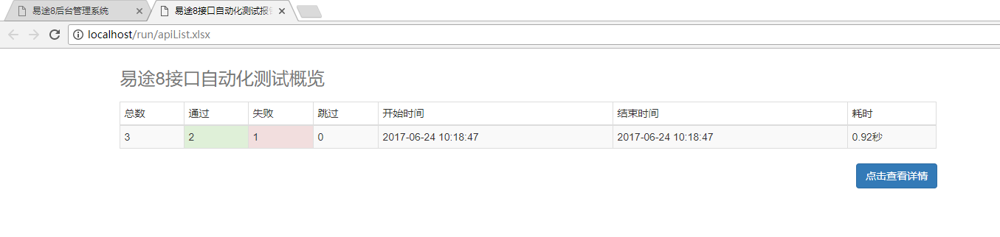 易途8后台管理系统 易途8接口自动化测试报
localhost/run/apiList.xlsx
易途8接口自动化测试概览
总数 通过 失败 跳过 开始时间 结束时间 耗时
3 2 1 0 2017-06-24 10:18:47 2017-06-24 10:18:47 0.92秒
点击查看详情